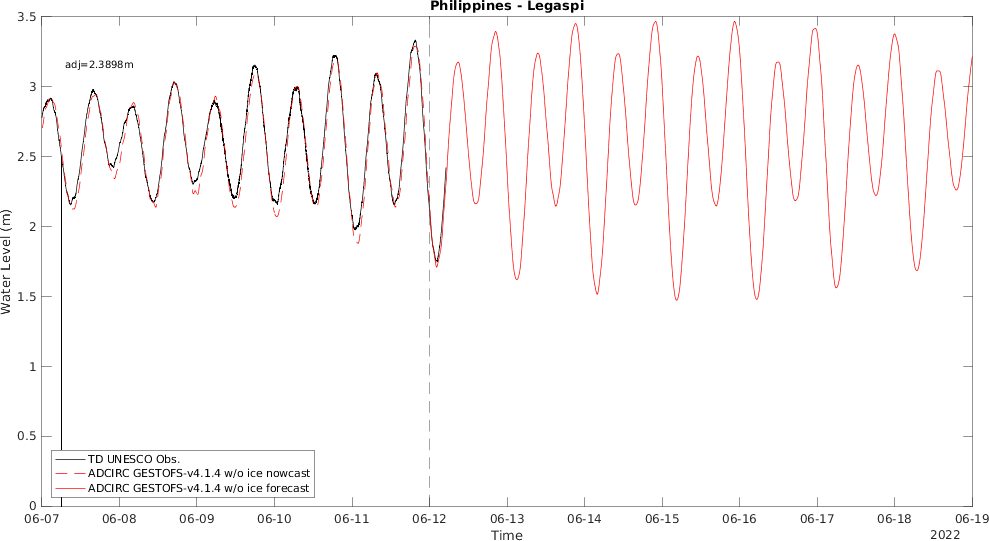 Philippines - Legaspi
adj=2.3898m
3.5
3
2.5
2
1.5
1
0.5
0
Water Level (m)
TD UNESCO Obs.
ADCIRC GESTOFS-v4.1.4 w/o ice nowcast
ADCIRC GESTOFS-v4.1.4 w/o ice forecast
06-07 06-08 06-09 06-10 06-11 06-12 06-13 06-14 06-15 06-16 06-17 06-18 06-19
Time
2022